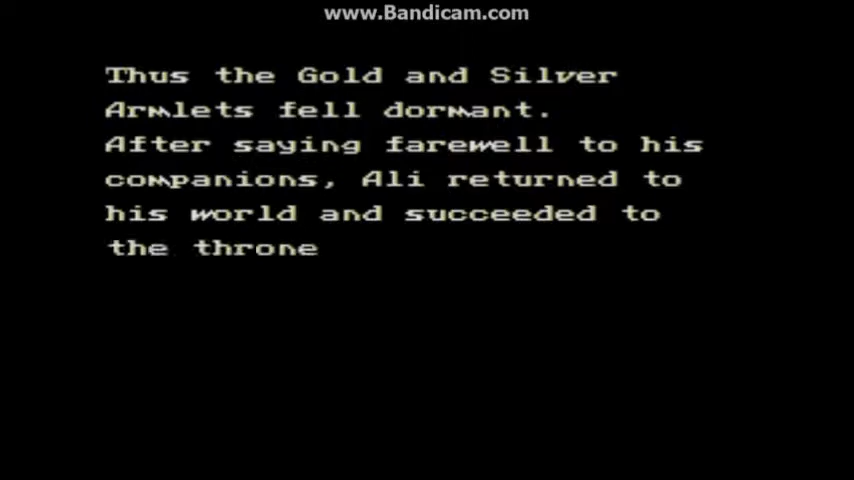 www.Bandicam.com
Thus the Gold and Silver
Armlets fell dormant.
After saying farewell to his
companions, Ali returned to
his world and succeeded to
the throne